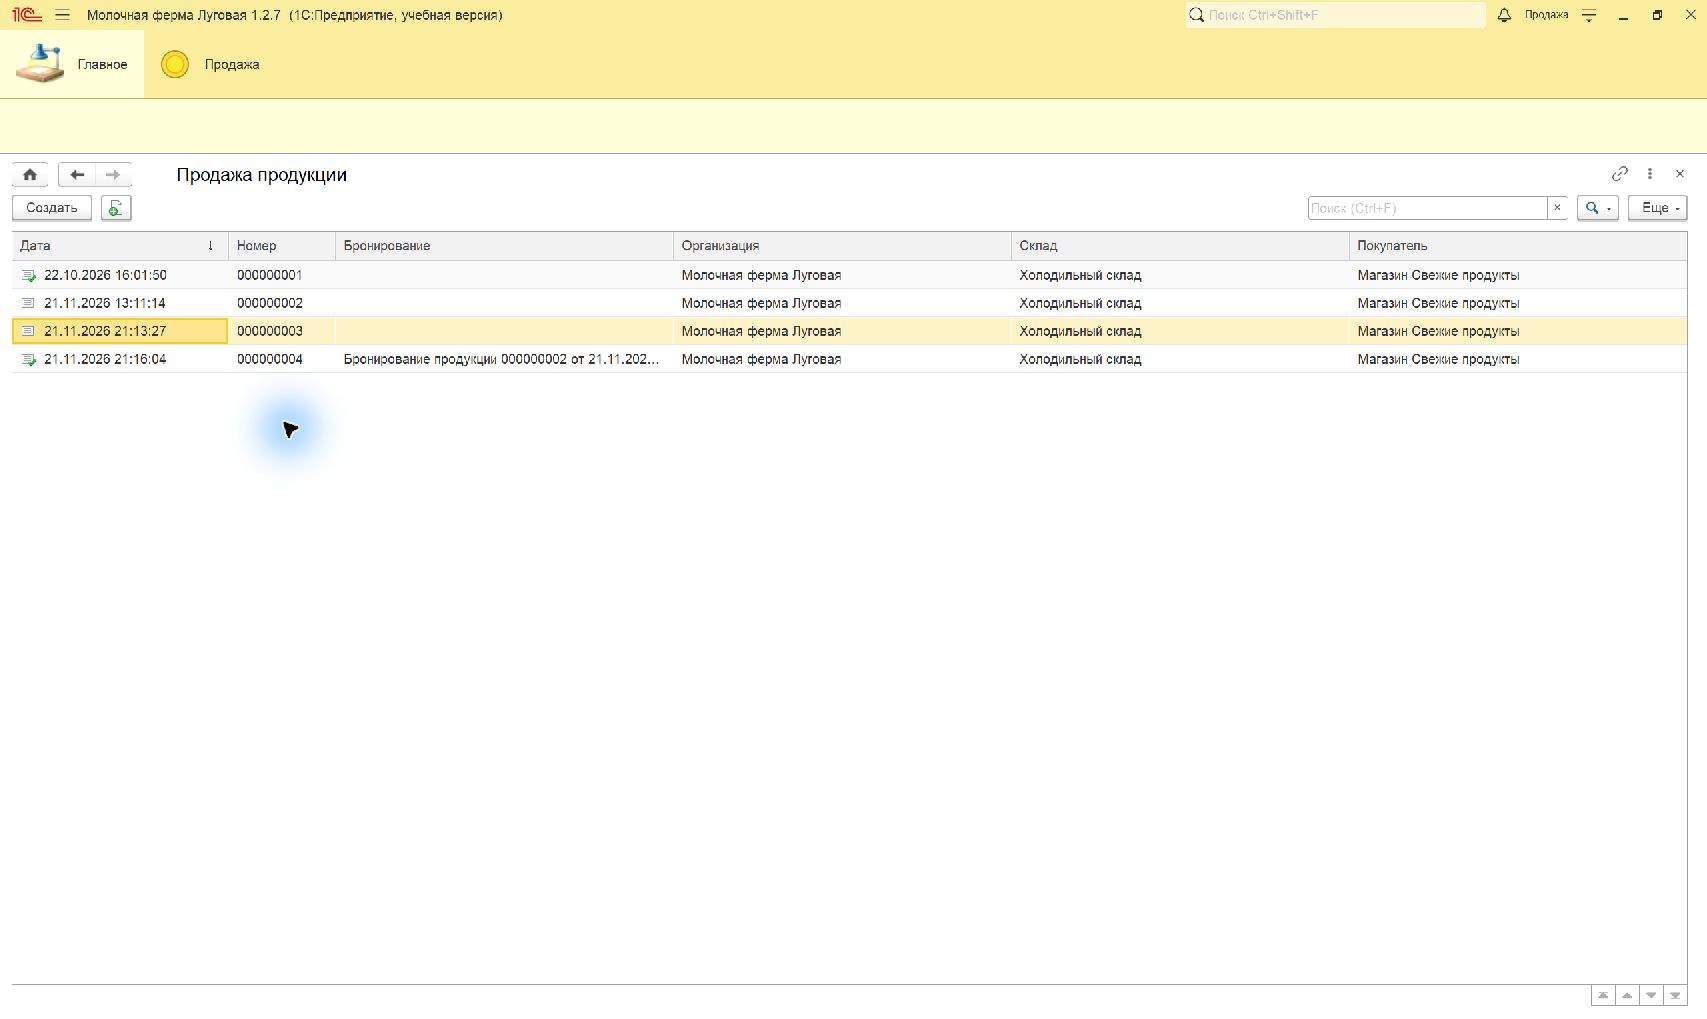 1С Молочная ферма Луговая 1.2.7 (1С:Предприятие, учебная версия) Поиск Ctrl+Shift+F Продажа
Главное Продажа
Продажа продукции
Создать Поиск (Ctrl+F) × Еще
Дата ↓ Номер Бронирование Организация Склад Покупатель
22.10.2026 16:01:50 000000001 Молочная ферма Луговая Холодильный склад Магазин Свежие продукты
21.11.2026 13:11:14 000000002 Молочная ферма Луговая Холодильный склад Магазин Свежие продукты
21.11.2026 21:13:27 000000003 Молочная ферма Луговая Холодильный склад Магазин Свежие продукты
21.11.2026 21:16:04 000000004 Бронирование продукции 000000002 от 21.11.202... Молочная ферма Луговая Холодильный склад Магазин Свежие продукты